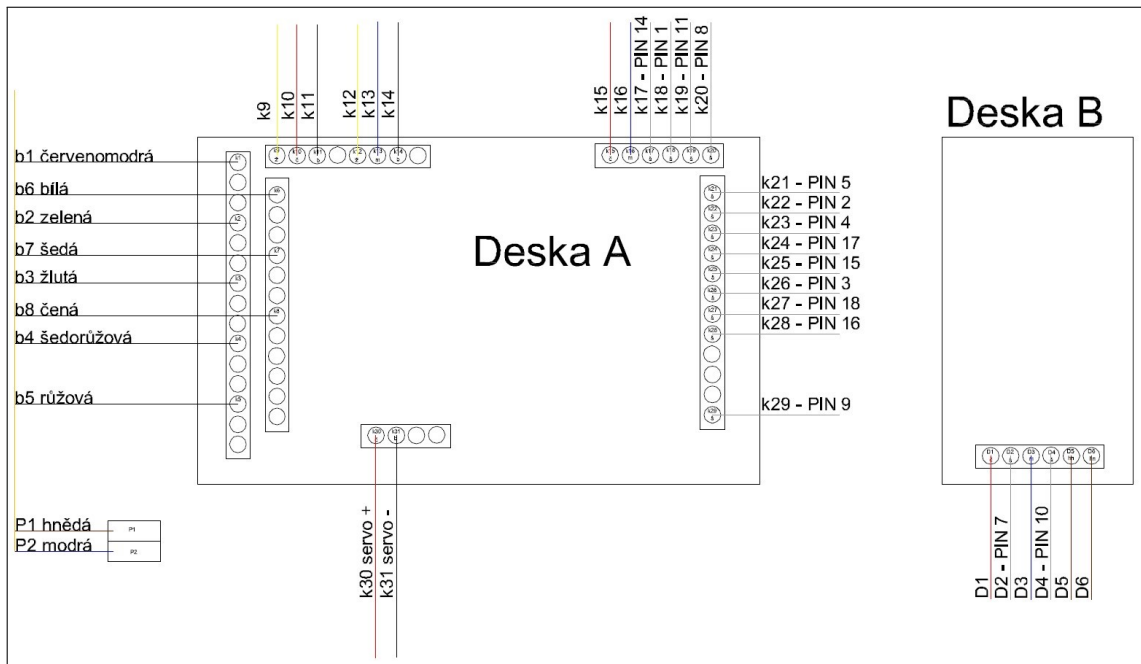 k9
k10
k11
k12
k13
k14
k15
k16
k17 - PIN 14
k18 - PIN 1
k19 - PIN 11
k20 - PIN 8
Deska B
b1 červenomodrá
b6 bílá
b2 zelená
b7 šedá
b3 žlutá
b8 čená
b4 šedorůžová
b5 růžová
Deska A
k21 - PIN 5
k22 - PIN 2
k23 - PIN 4
k24 - PIN 17
k25 - PIN 15
k26 - PIN 3
k27 - PIN 18
k28 - PIN 16
k29 - PIN 9
P1 hnědá
P2 modrá
P1
P2
k30 servo +
k31 servo -
D1
D2 - PIN 7
D3
D4 - PIN 10
D5
D6